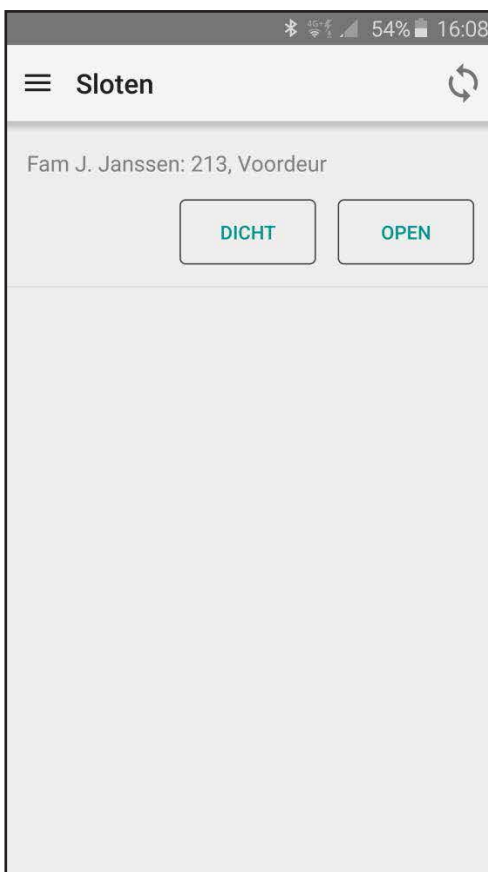 54% 16:08
Sloten
Fam J. Janssen: 213, Voordeur
DICHT OPEN